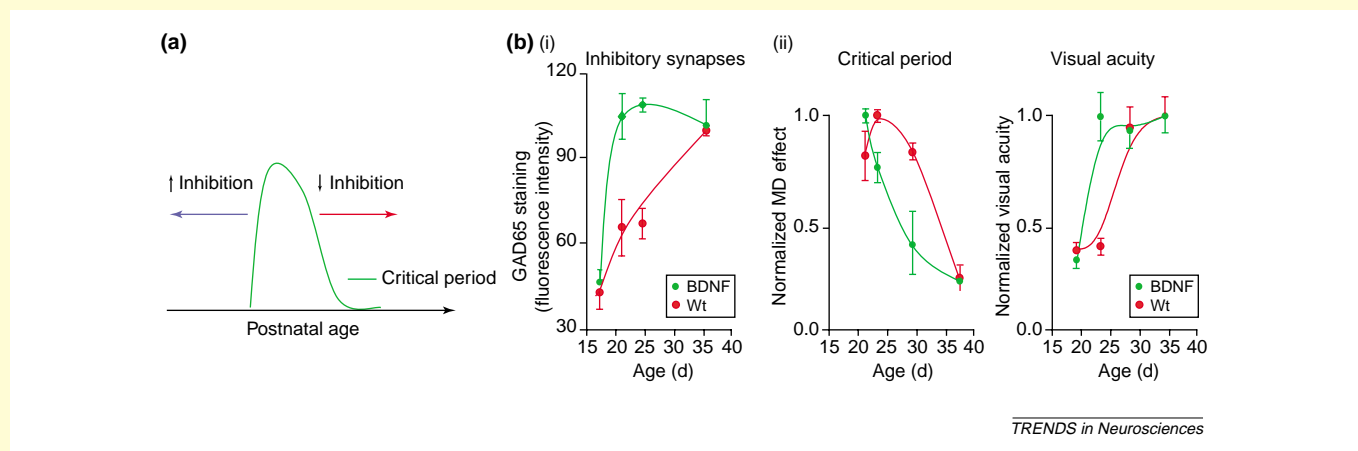 (a)
↑ Inhibition
↓ Inhibition
Critical period
Postnatal age
(b) (i)
Inhibitory synapses
GAD65 staining
(fluorescence intensity)
120
90
60
30
15 20 25 30 35 40
Age (d)
BDNF
Wt
(ii)
Critical period
Normalized MD effect
1.0
0.5
0.0
15 20 25 30 35 40
Age (d)
Visual acuity
Normalized visual acuity
1.0
0.5
0.0
15 20 25 30 35 40
Age (d)
BDNF
Wt
TRENDS in Neurosciences